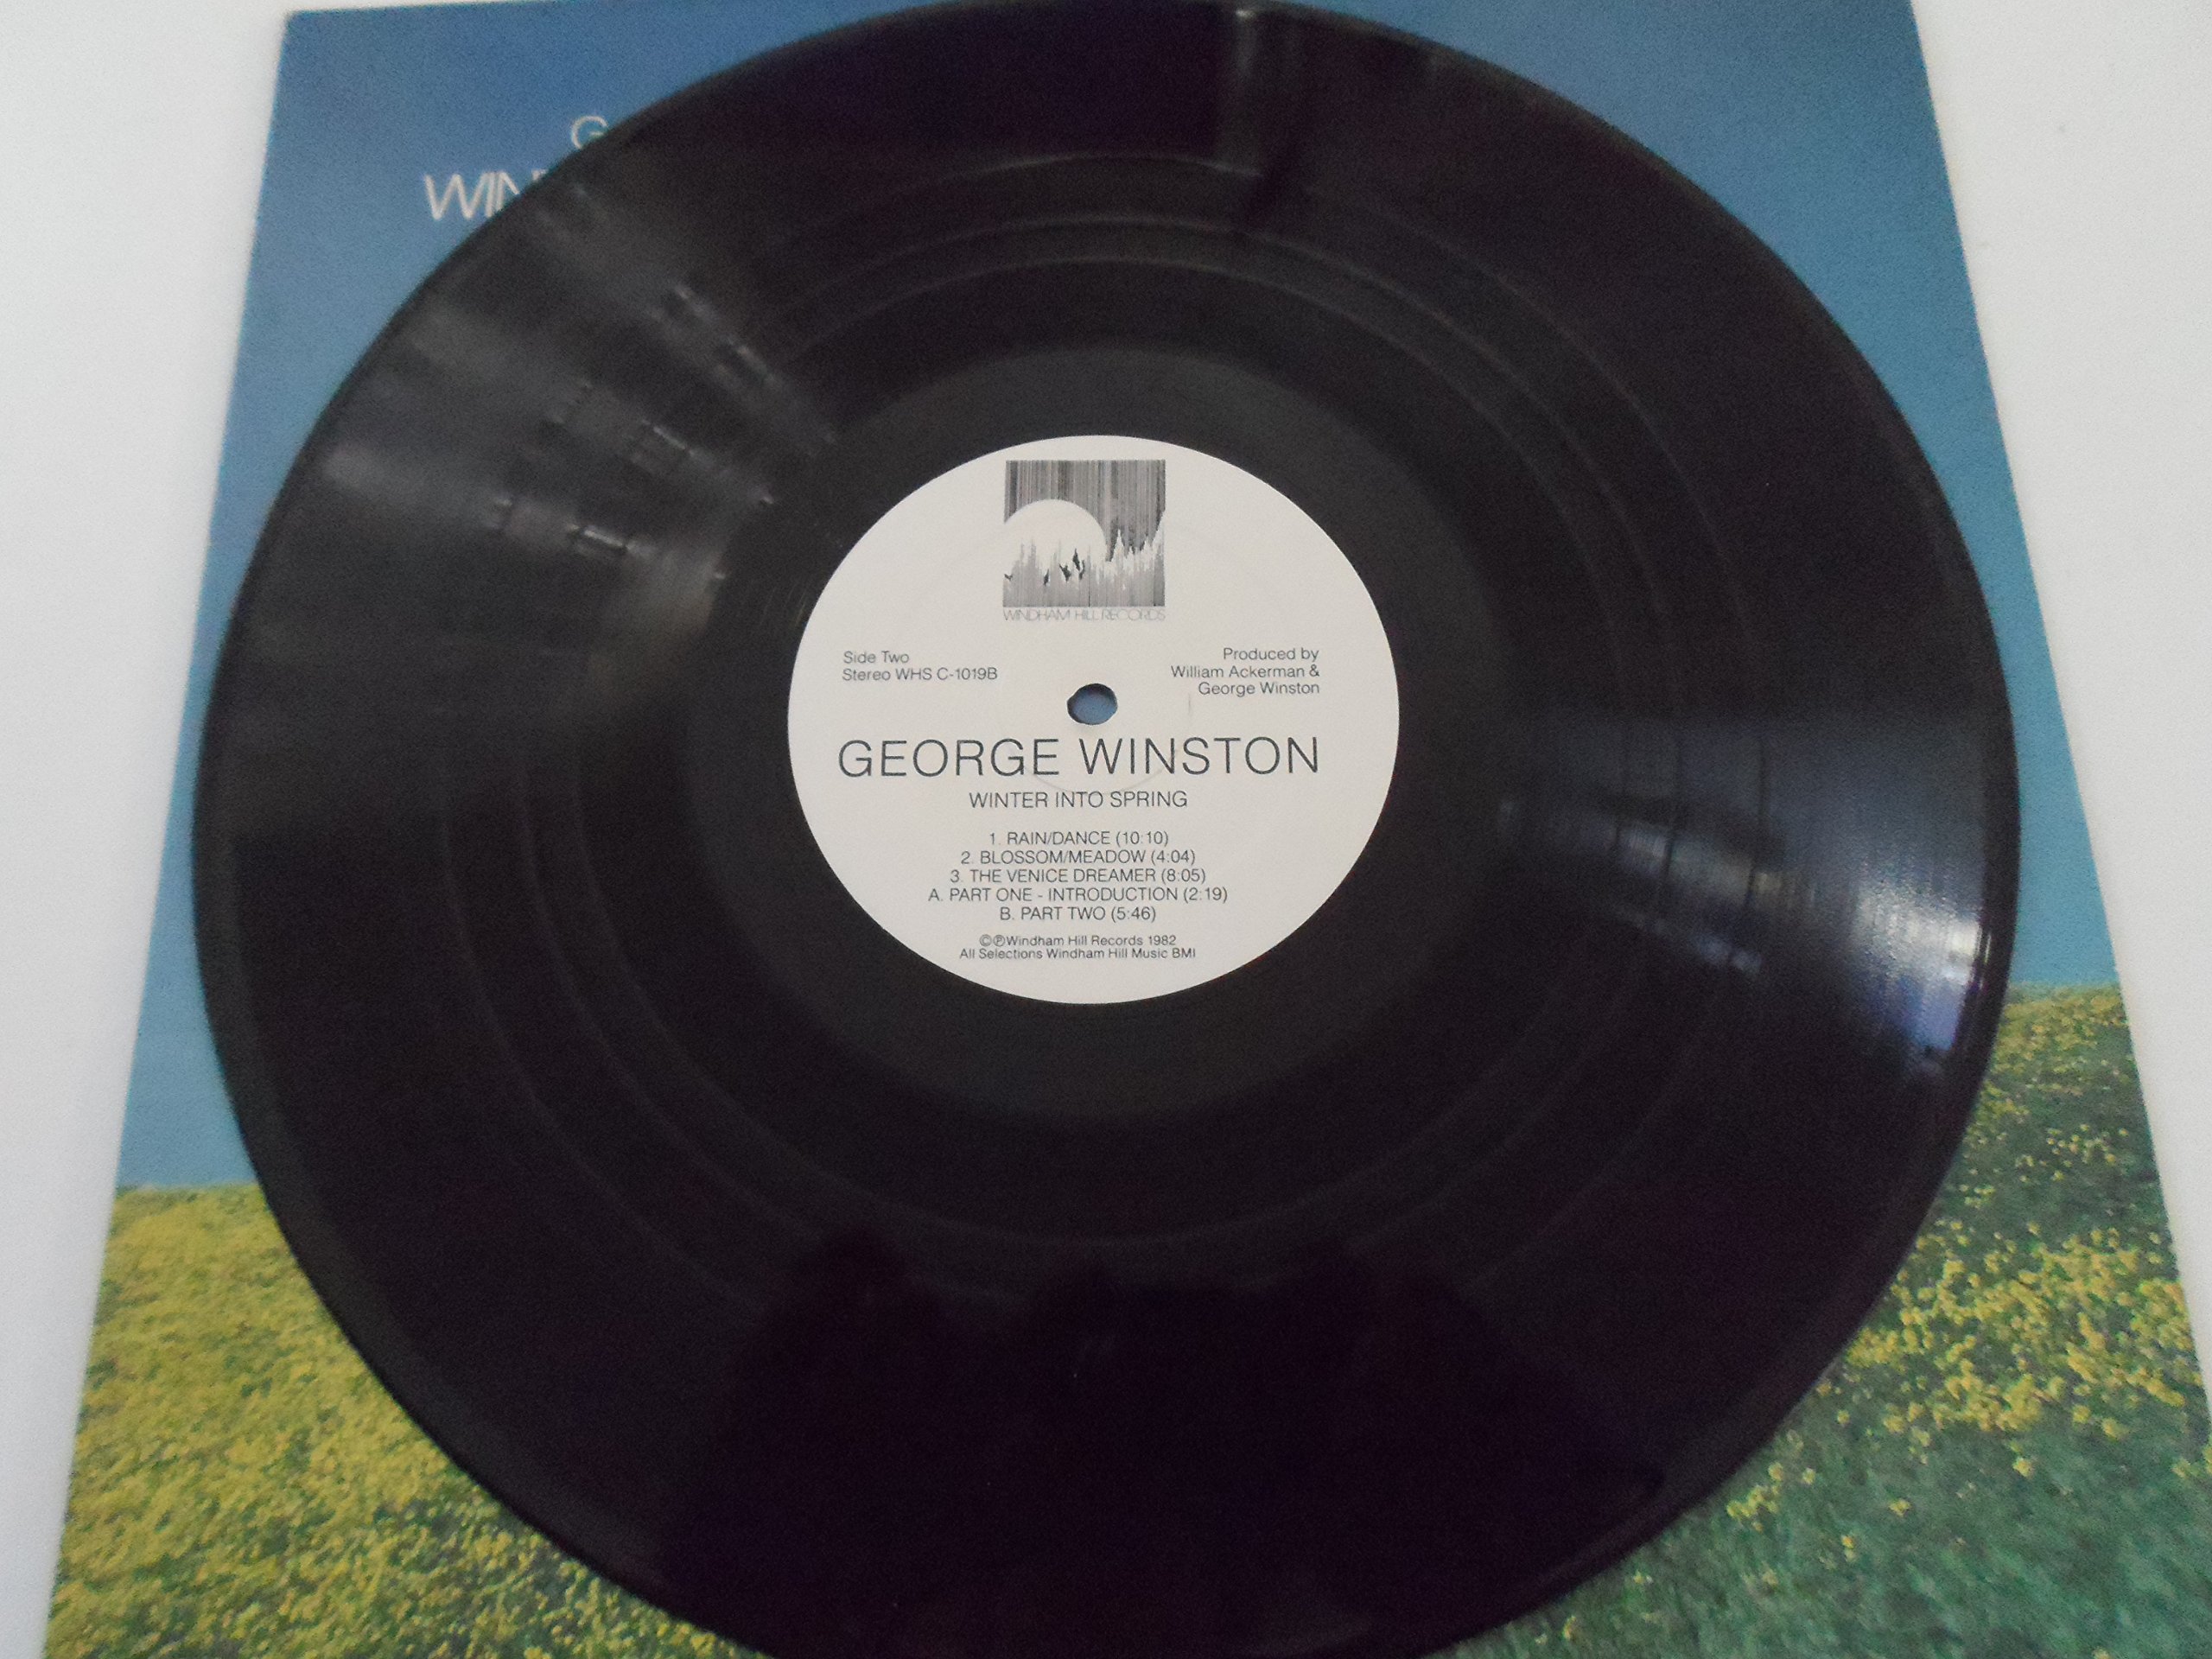 G
WIN
WINDHAM HILL RECORDS
Side Two
Stereo WHS C-1019B
Produced by
William Ackerman &
George Winston
GEORGE WINSTON
WINTER INTO SPRING
1. RAIN/DANCE (10:10)
2. BLOSSOM/MEADOW (4:04)
3. THE VENICE DREAMER (8:05)
A. PART ONE - INTRODUCTION (2:19)
B. PART TWO (5:46)
©℗Windham Hill Records 1982
All Selections Windham Hill Music BMI